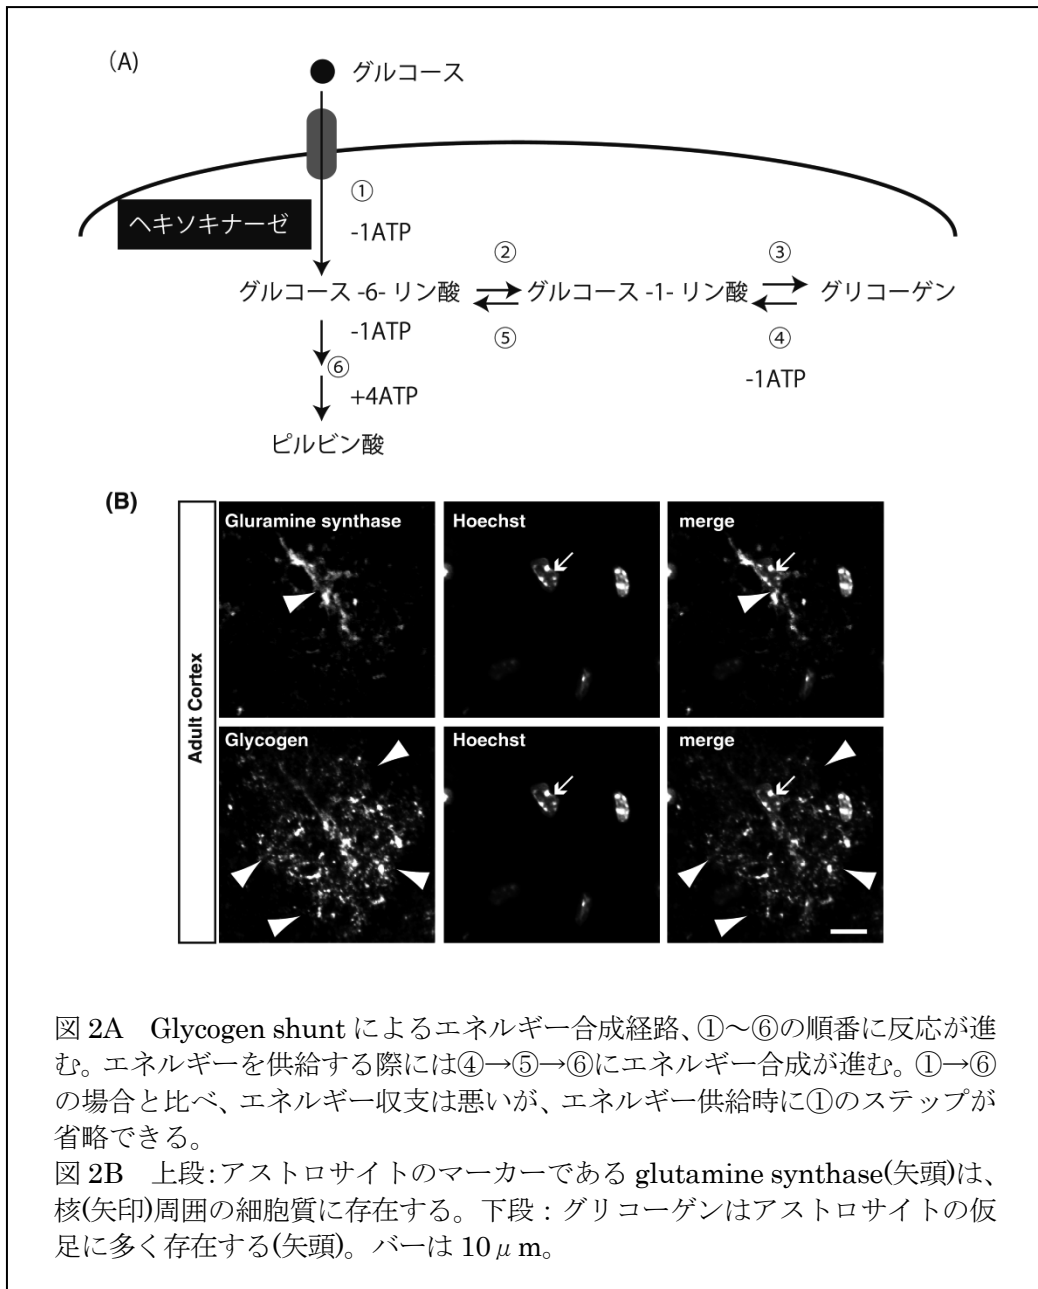 (A)
グルコース
①
ヘキソキナーゼ
-1ATP
②
③
グルコース -6- リン酸
グルコース -1- リン酸
グリコーゲン
-1ATP
⑤
④
⑥
-1ATP
+4ATP
ピルビン酸
(B)
Adult Cortex
Gluramine synthase
Hoechst
merge
Glycogen
Hoechst
merge
図 2A Glycogen shunt によるエネルギー合成経路、①～⑥の順番に反応が進
む。エネルギーを供給する際には④→⑤→⑥にエネルギー合成が進む。①→⑥
の場合と比べ、エネルギー収支は悪いが、エネルギー供給時に①のステップが
省略できる。
図 2B 上段：アストロサイトのマーカーである glutamine synthase(矢頭)は、
核(矢印)周囲の細胞質に存在する。下段：グリコーゲンはアストロサイトの仮
足に多く存在する(矢頭)。バーは 10μm。